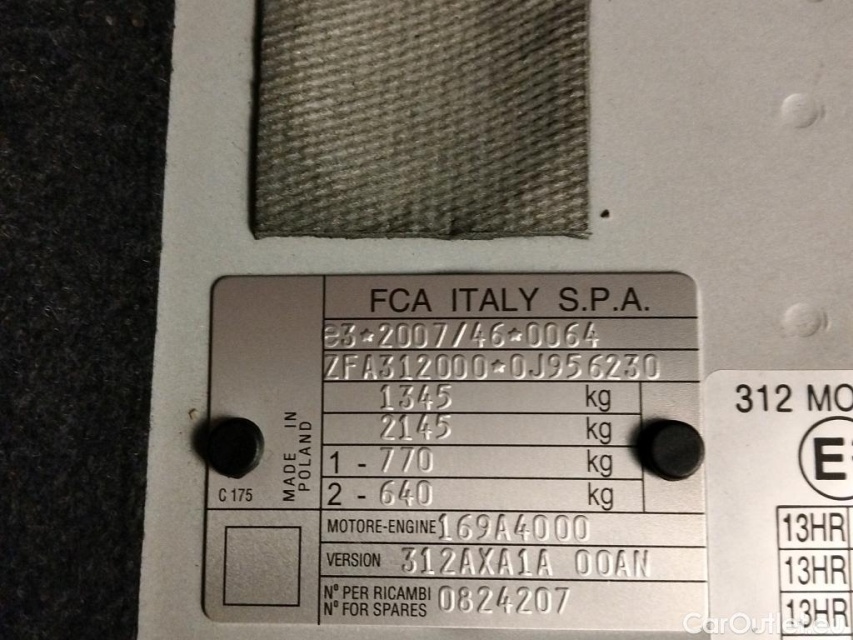 FCA ITALY S.P.A.
e3*2007/46*0064
ZFA312000*0J956230
1345 kg
2145 kg
1 - 770 kg
2 - 640 kg
MADE IN
POLAND
C 175
MOTORE-ENGINE 169A4000
VERSION 312AXA1A 00AN
N° PER RICAMBI
N° FOR SPARES 0824207
312 MO
E
13HR
13HR
13HR
CarOutlet.eu